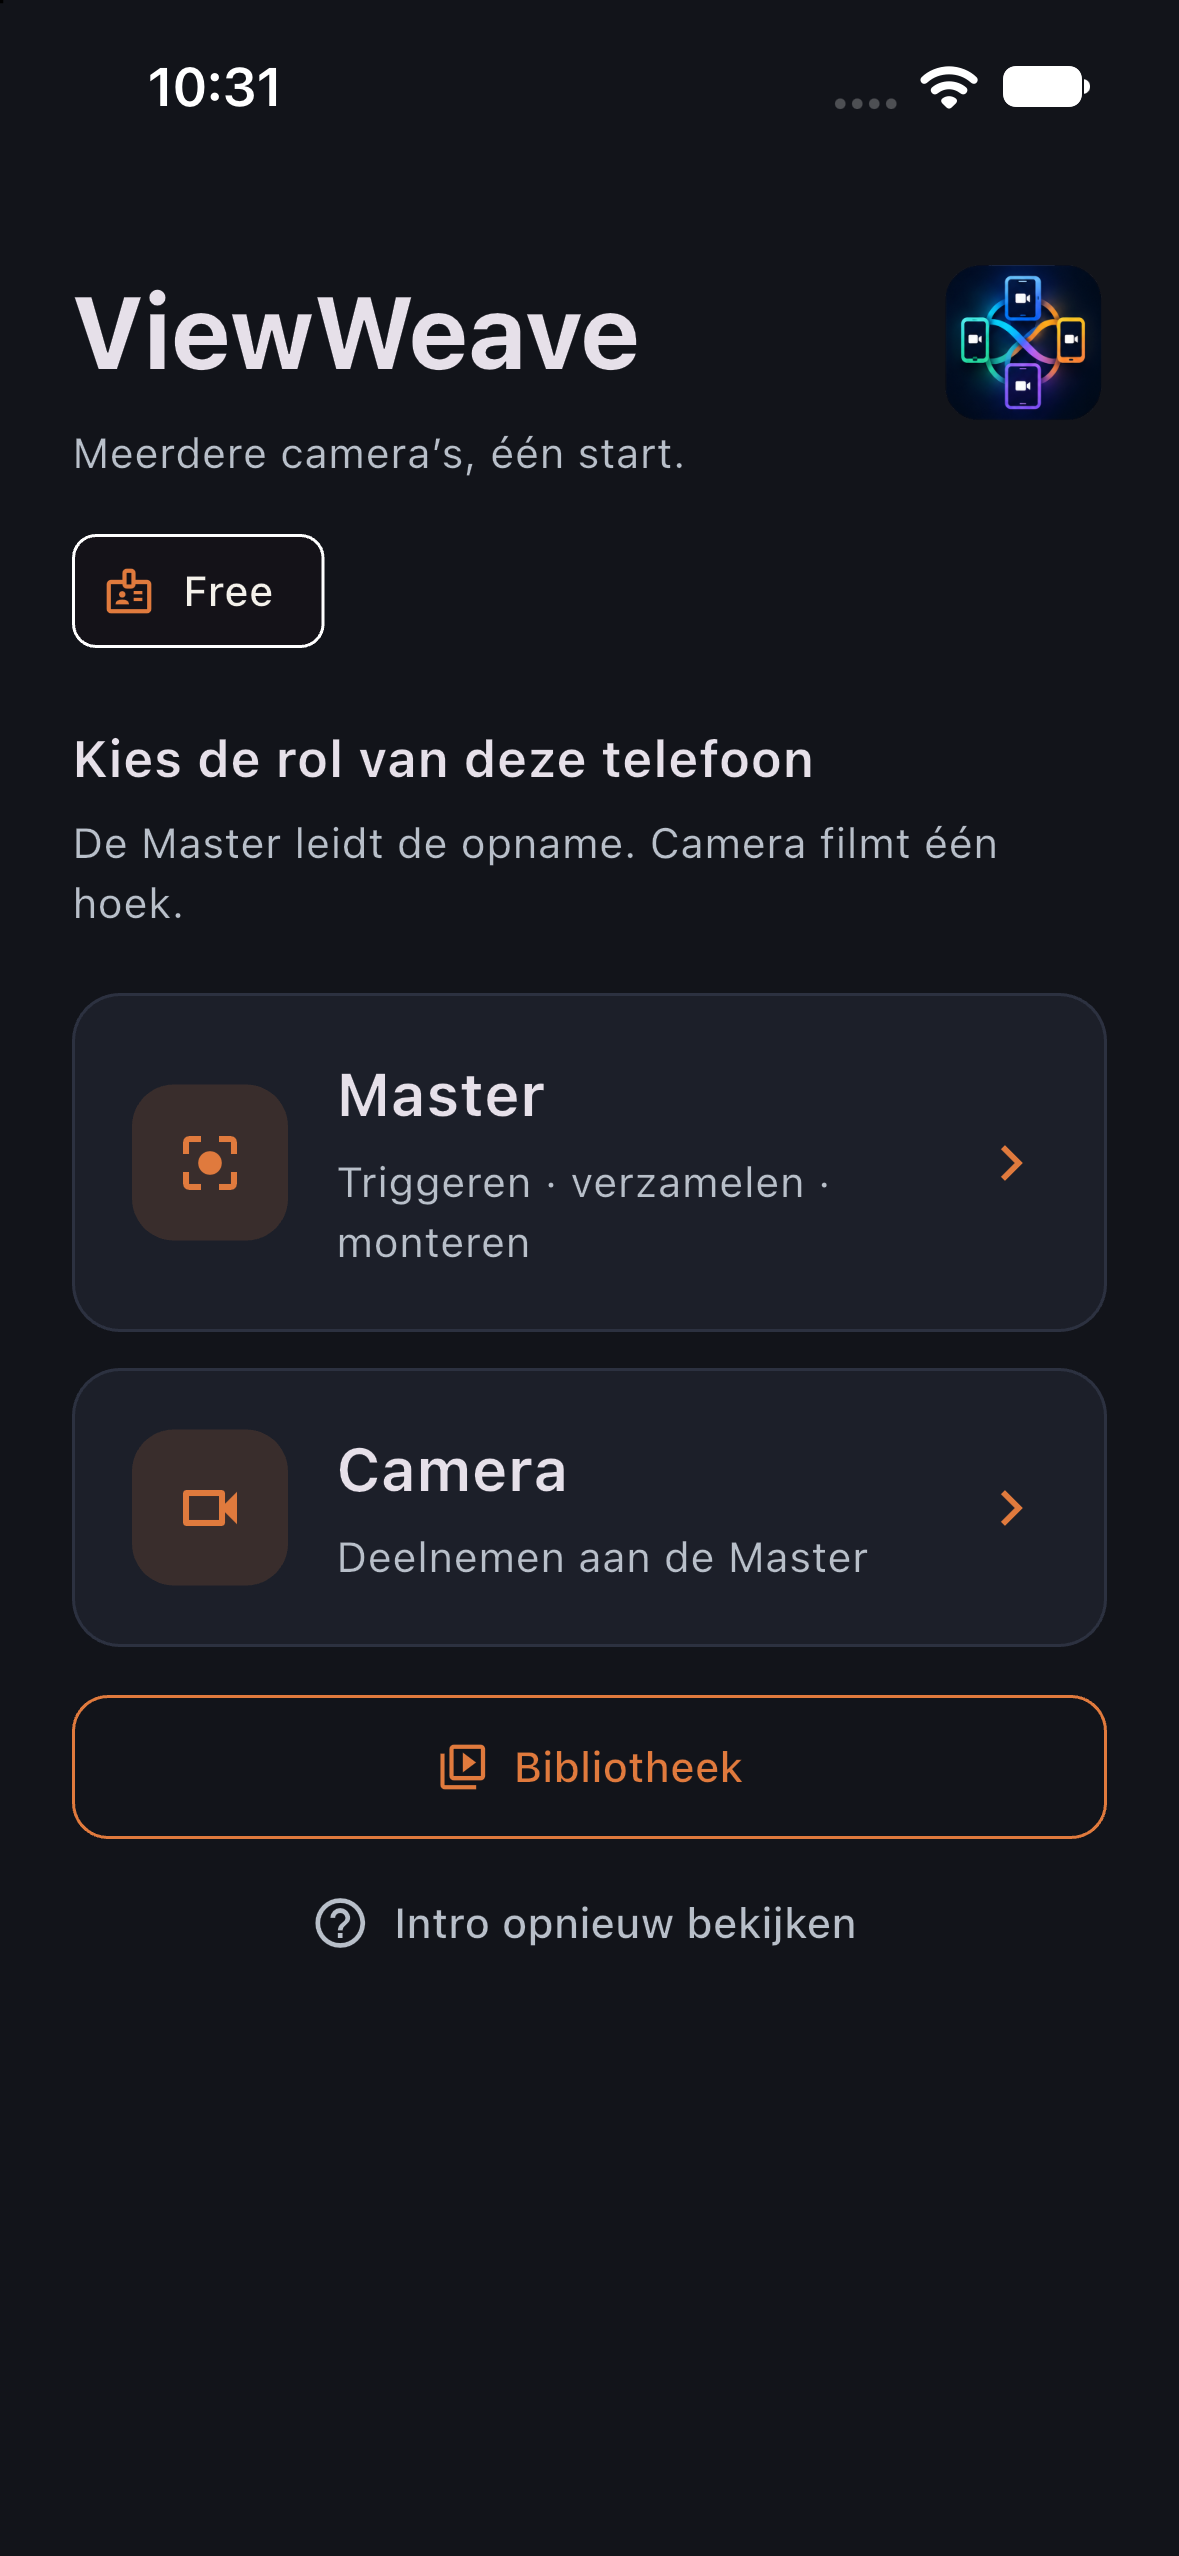 10:31
ViewWeave
Meerdere camera’s, één start.
Free
Kies de rol van deze telefoon
De Master leidt de opname. Camera filmt één
hoek.
Master
Triggeren · verzamelen ·
monteren
Camera
Deelnemen aan de Master
Bibliotheek
Intro opnieuw bekijken